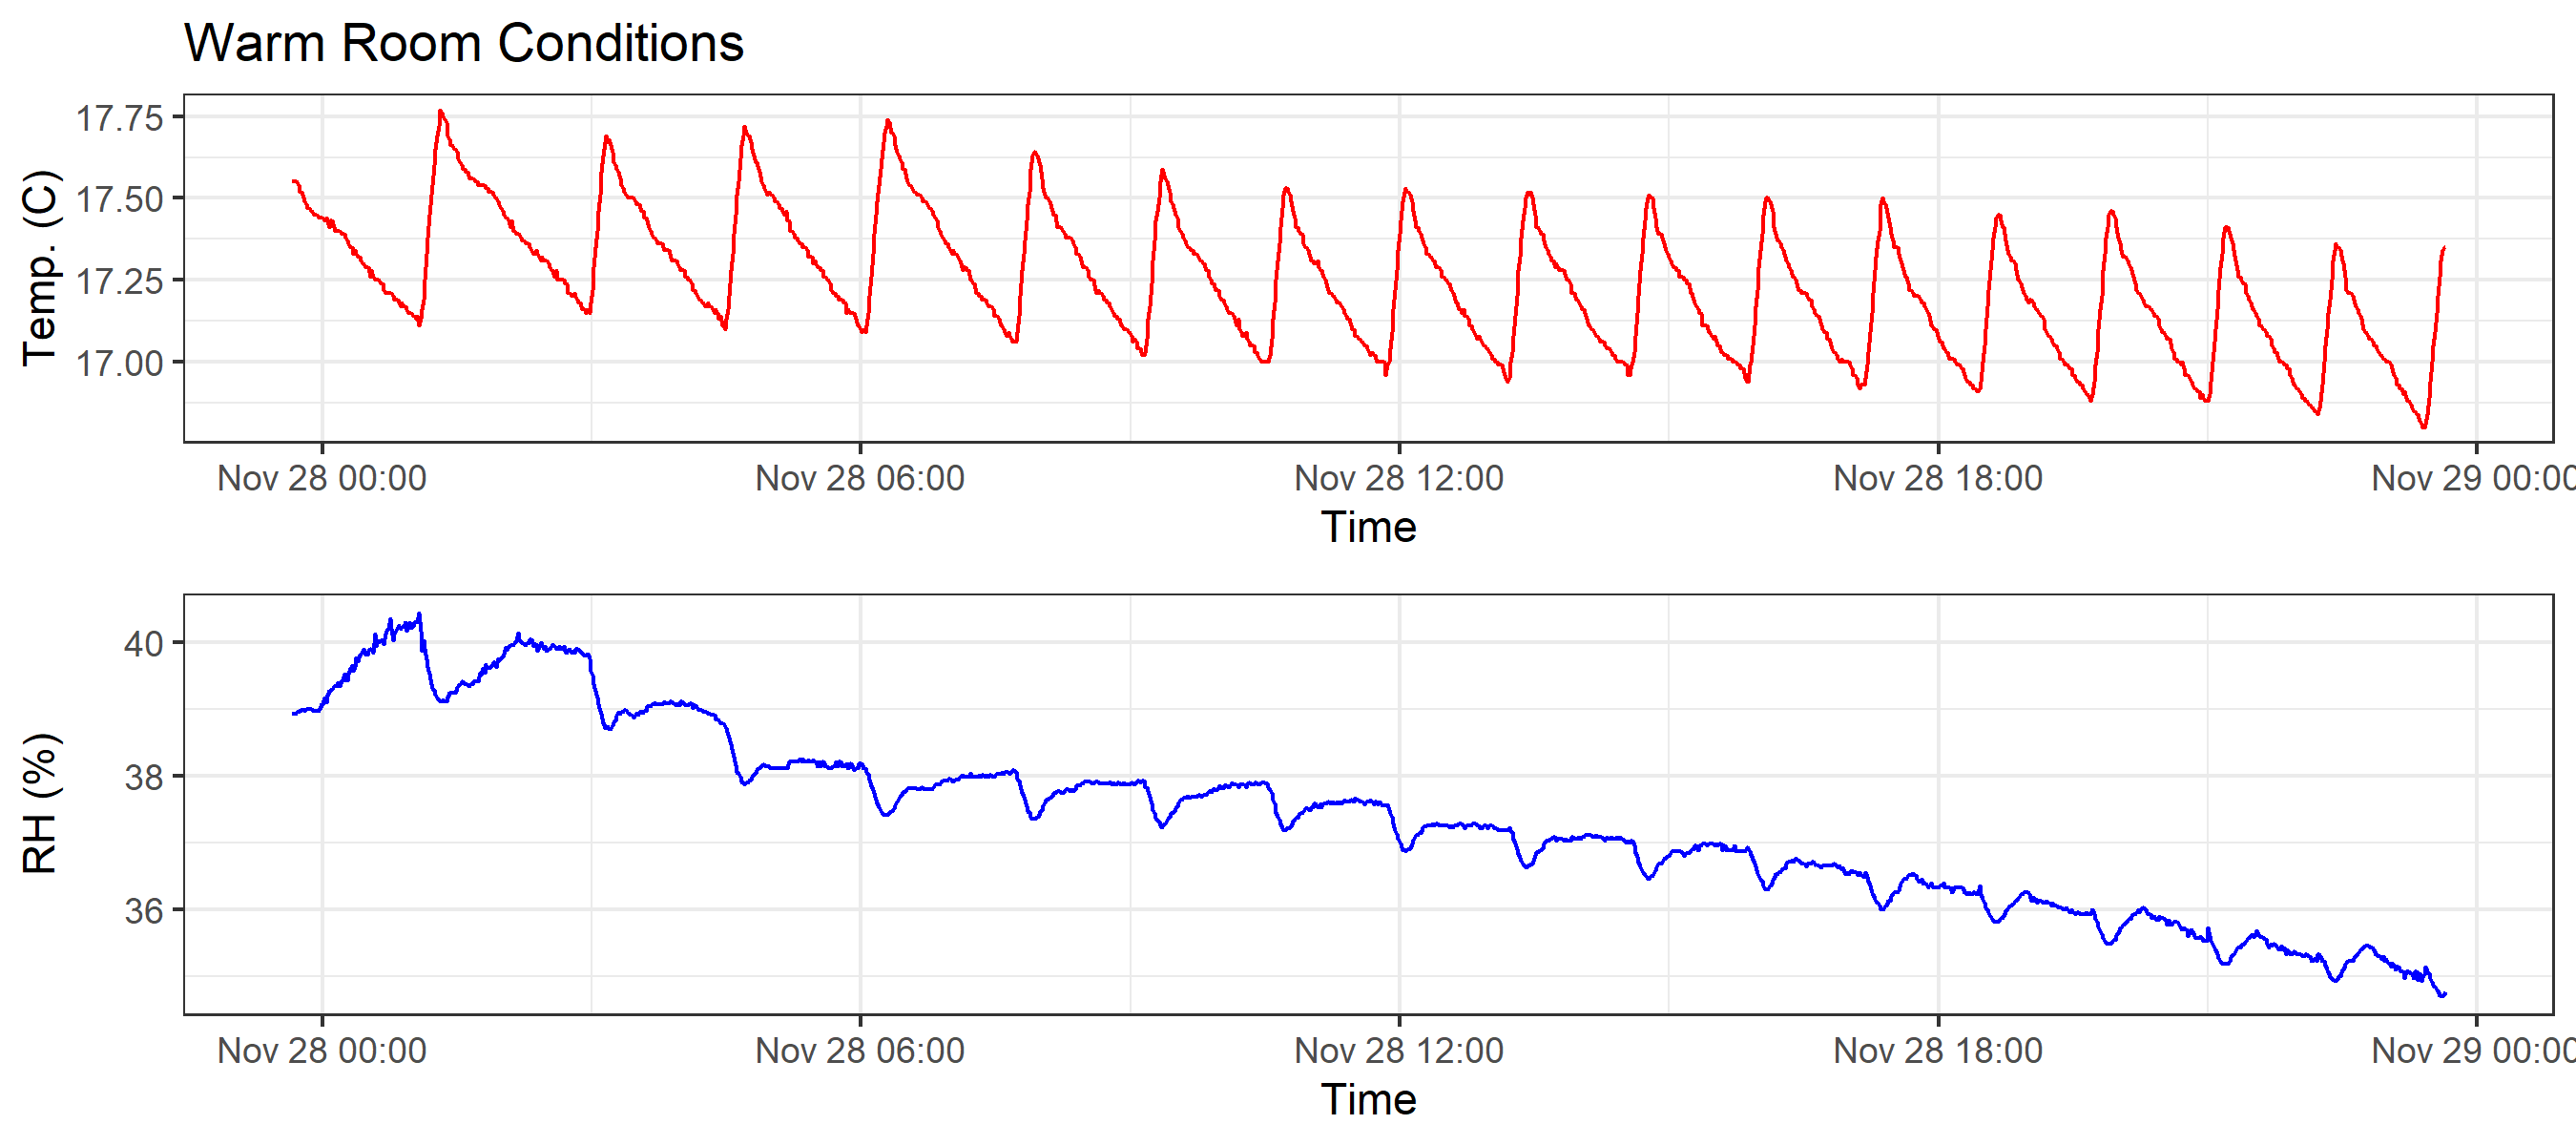 Warm Room Conditions
Temp. (C)
17.75
17.50
17.25
17.00
Nov 28 00:00 Nov 28 06:00 Nov 28 12:00 Nov 28 18:00 Nov 29 00:00
Time
RH (%)
40
38
36
Nov 28 00:00 Nov 28 06:00 Nov 28 12:00 Nov 28 18:00 Nov 29 00:00
Time